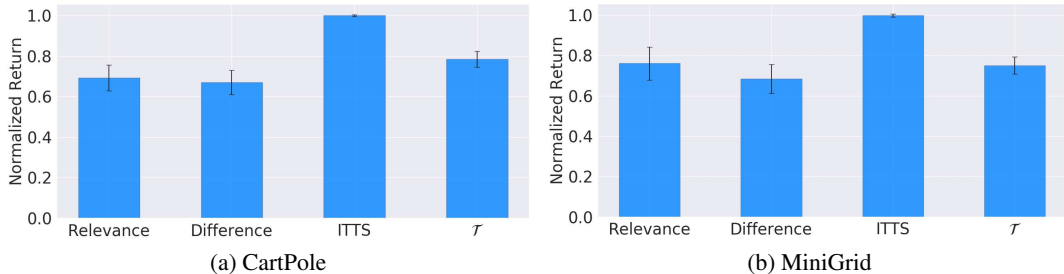 Normalized Return
1.0
0.8
0.6
0.4
0.2
0.0
Relevance Difference ITTS 𝒯
(a) CartPole
Normalized Return
1.0
0.8
0.6
0.4
0.2
0.0
Relevance Difference ITTS 𝒯
(b) MiniGrid